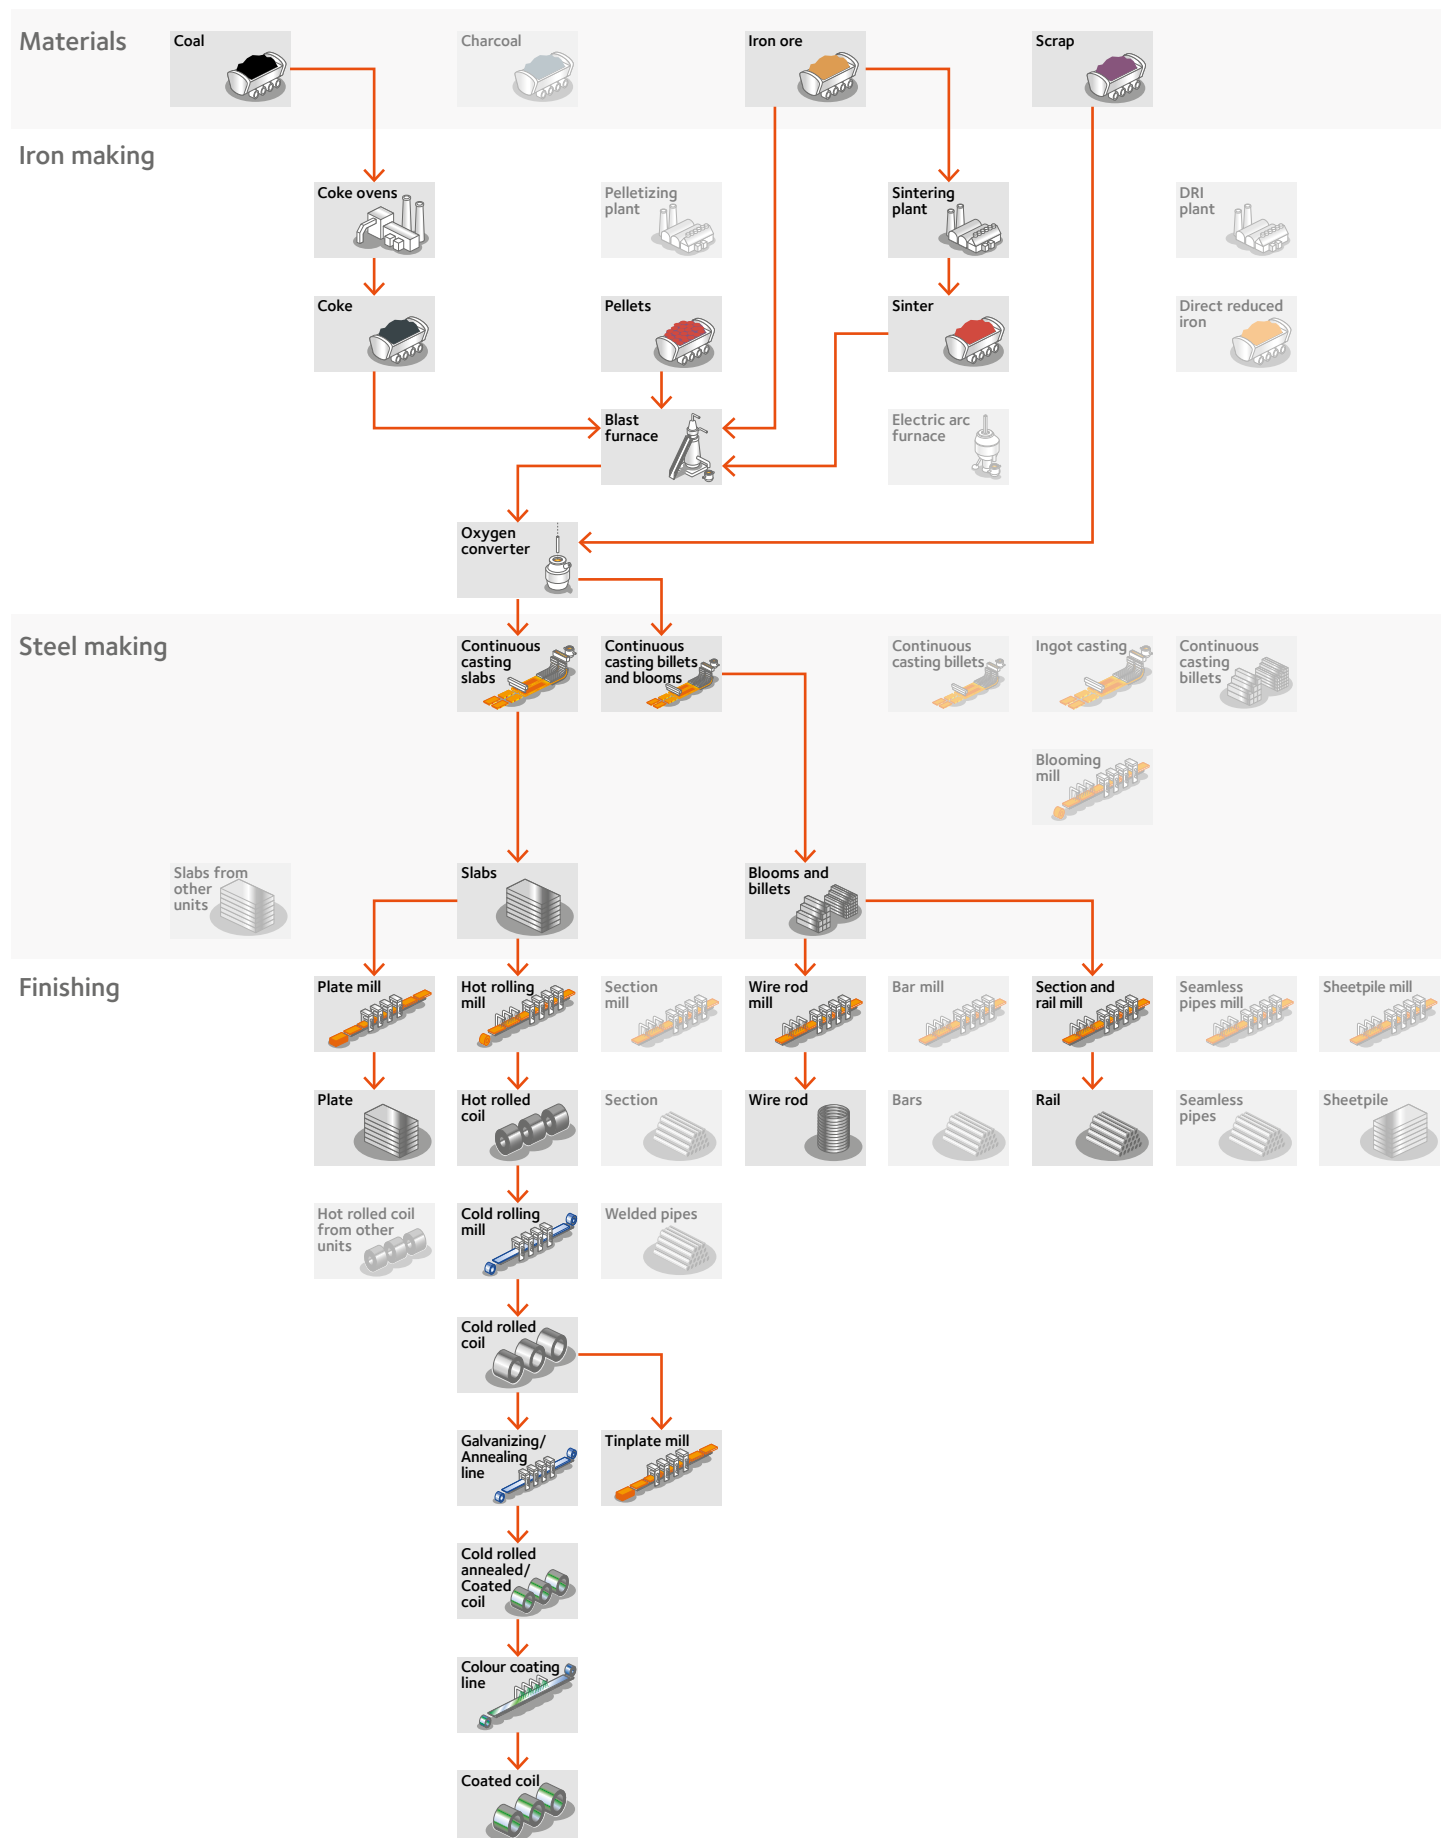 Materials
Coal
Charcoal
Iron ore
Scrap
Iron making
Coke ovens
Pelletizing
plant
Sintering
plant
DRI
plant
Coke
Pellets
Sinter
Direct reduced
iron
Blast
furnace
Electric arc
furnace
Oxygen
converter
Steel making
Continuous
casting
slabs
Continuous
casting billets
and blooms
Continuous
casting billets
Ingot casting
Continuous
casting
billets
Blooming
mill
Slabs from
other
units
Slabs
Blooms and
billets
Finishing
Plate mill
Hot rolling
mill
Section
mill
Wire rod
mill
Bar mill
Section and
rail mill
Seamless
pipes mill
Sheetpile mill
Plate
Hot rolled
coil
Section
Wire rod
Bars
Rail
Seamless
pipes
Sheetpile
Hot rolled coil
from other
units
Cold rolling
mill
Welded pipes
Cold rolled
coil
Galvanizing/
Annealing
line
Tinplate mill
Cold rolled
annealed/
Coated
coil
Colour coating
line
Coated coil